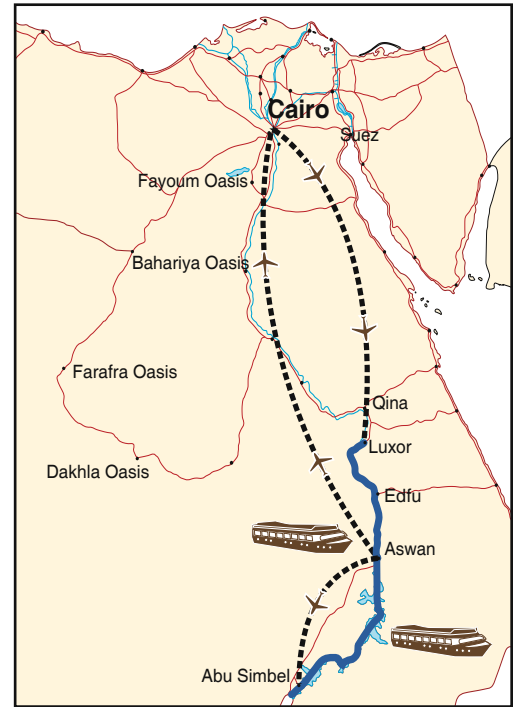 Cairo
Suez
Fayoum Oasis
Bahariya Oasis
Farafra Oasis
Qina
Luxor
Dakhla Oasis
Edfu
Aswan
Abu Simbel